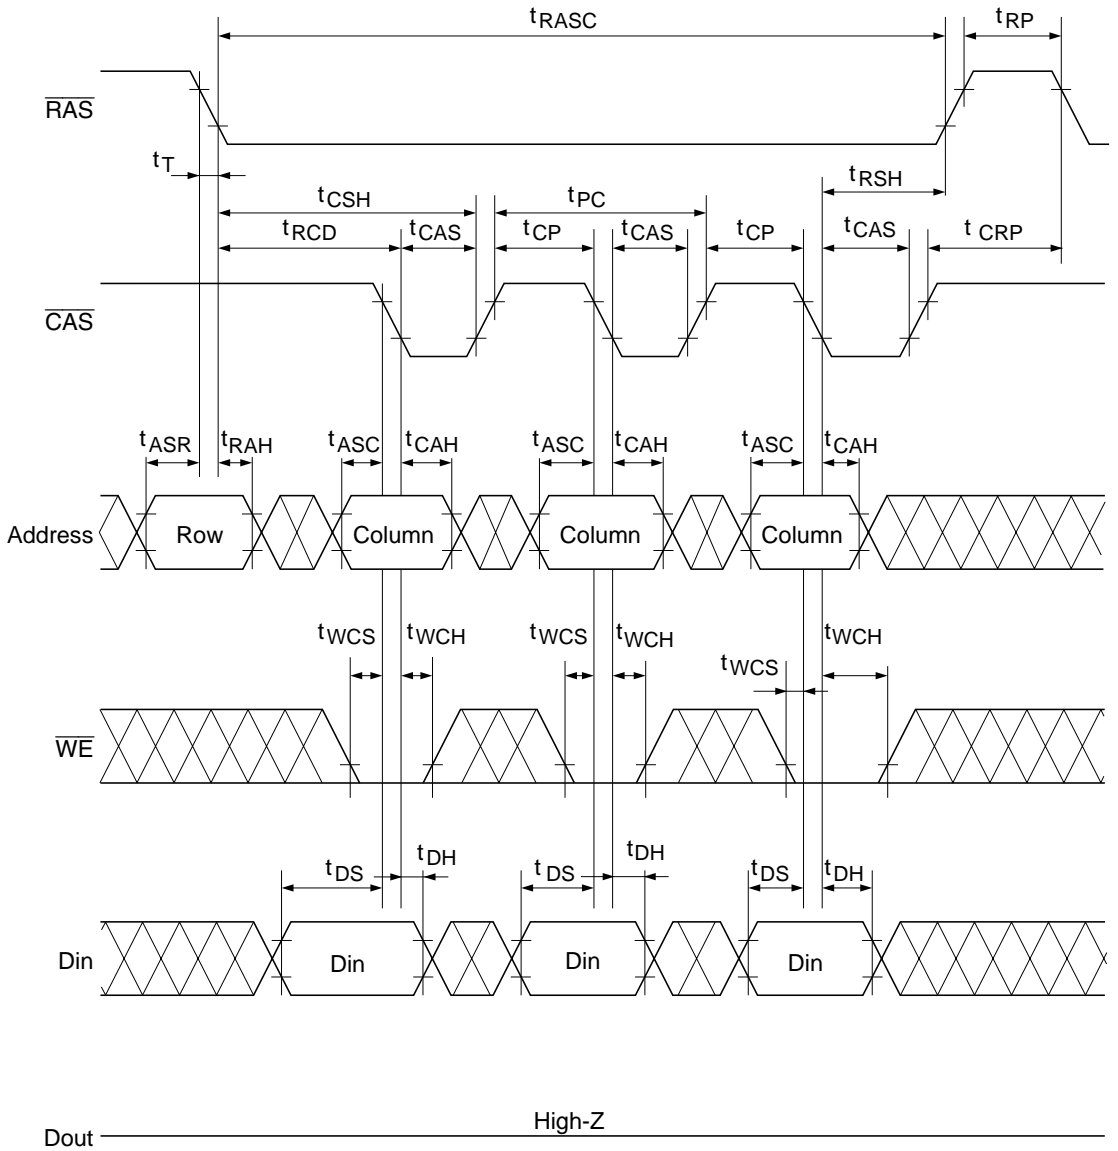 tRASC tRP
RAS
tT
tRSH
tCSH tPC
tRCD tCAS tCP tCAS tCP tCAS t CRP
CAS
tASR tRAH tASC tCAH tASC tCAH tASC tCAH
Address Row Column Column Column
tWCS tWCH tWCS tWCH tWCS tWCH
WE
tDS tDH tDS tDH tDS tDH
Din Din Din Din
High-Z
Dout